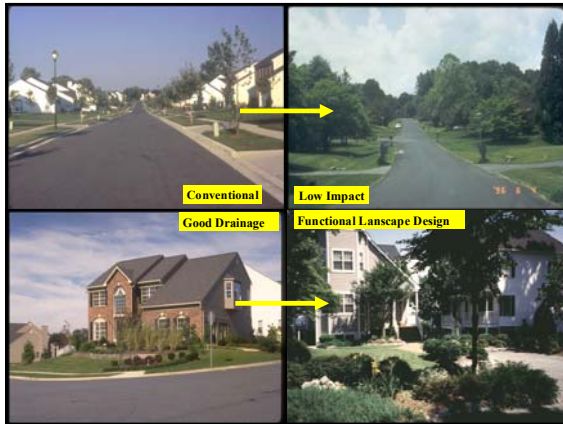 Conventional
Low Impact
Good Drainage
Functional Lanscape Design